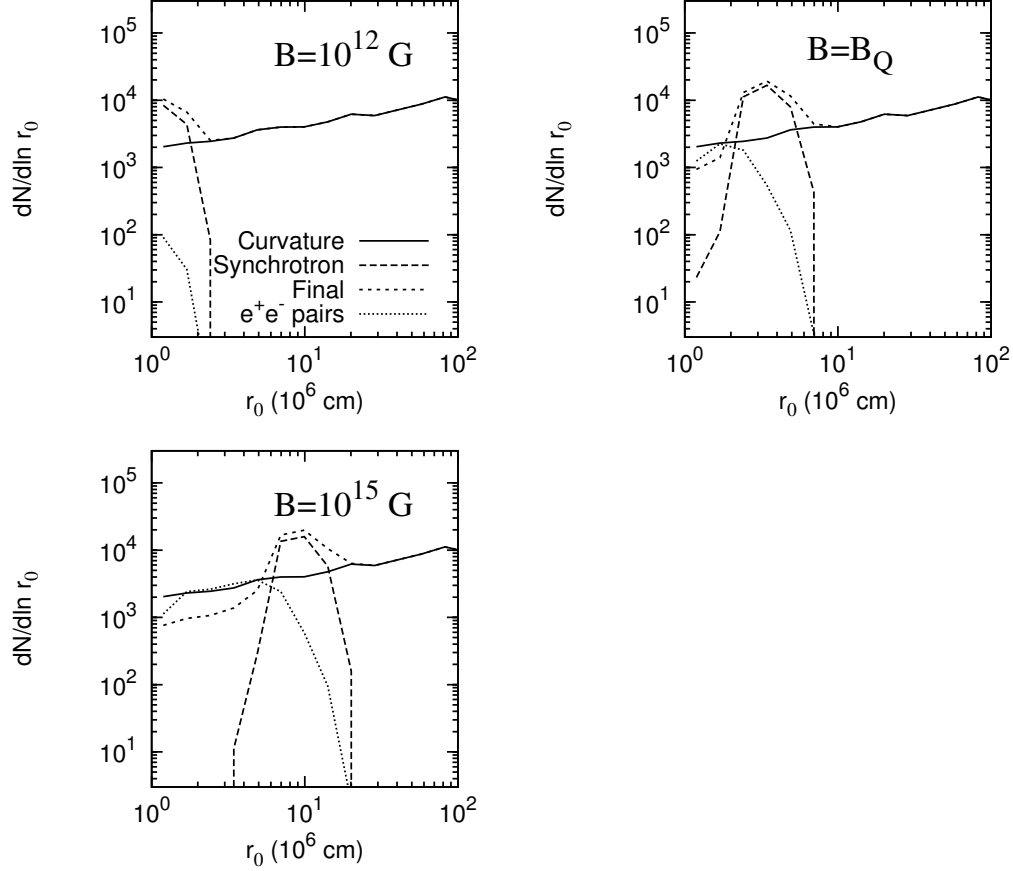 B=10^12 G
dN/dln r_0
10^5
10^4
10^3
10^2
10^1
Curvature
Synchrotron
Final
e^+e^- pairs
10^0 10^1 10^2
r_0 (10^6 cm)
B=B_Q
dN/dln r_0
10^5
10^4
10^3
10^2
10^1
10^0 10^1 10^2
r_0 (10^6 cm)
B=10^15 G
dN/dln r_0
10^5
10^4
10^3
10^2
10^1
10^0 10^1 10^2
r_0 (10^6 cm)